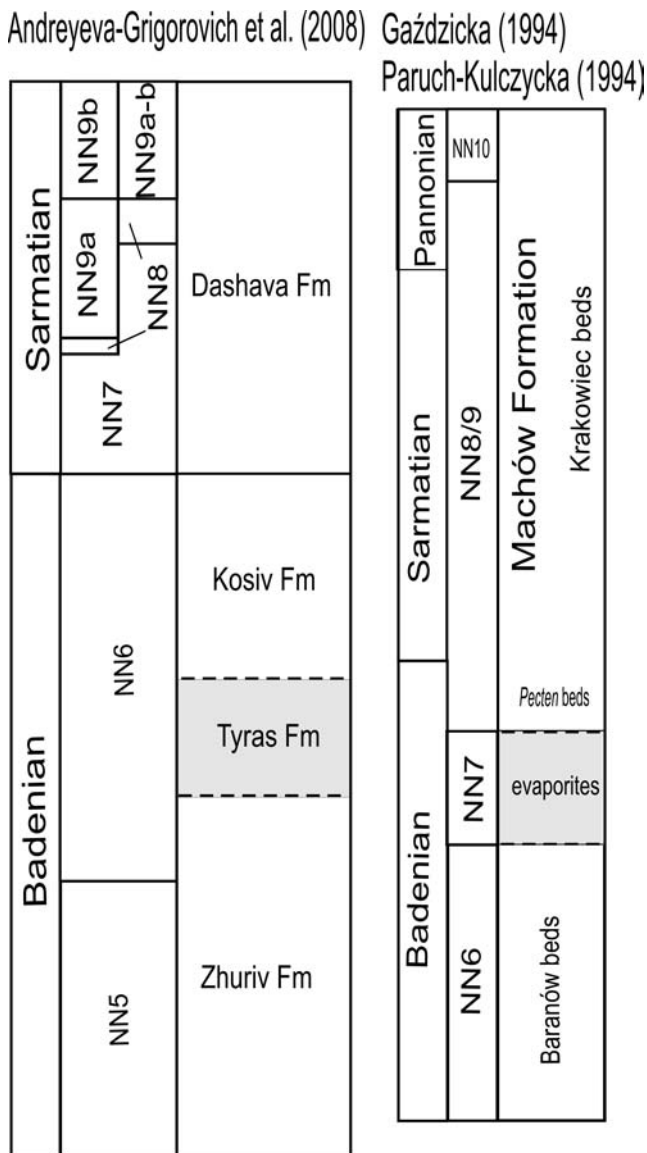 Andreyeva-Grigorovich et al. (2008)
Sarmatian
NN9b
NN9a-b
NN9a
NN8
NN7
Dashava Fm
Badenian
NN6
NN5
Kosiv Fm
Tyras Fm
Zhuriv Fm
Gaździcka (1994)
Paruch-Kulczycka (1994)
Pannonian
NN10
Sarmatian
NN8/9
Machów Formation
Krakowiec beds
Pecten beds
Badenian
NN7
evaporites
NN6
Baranów beds